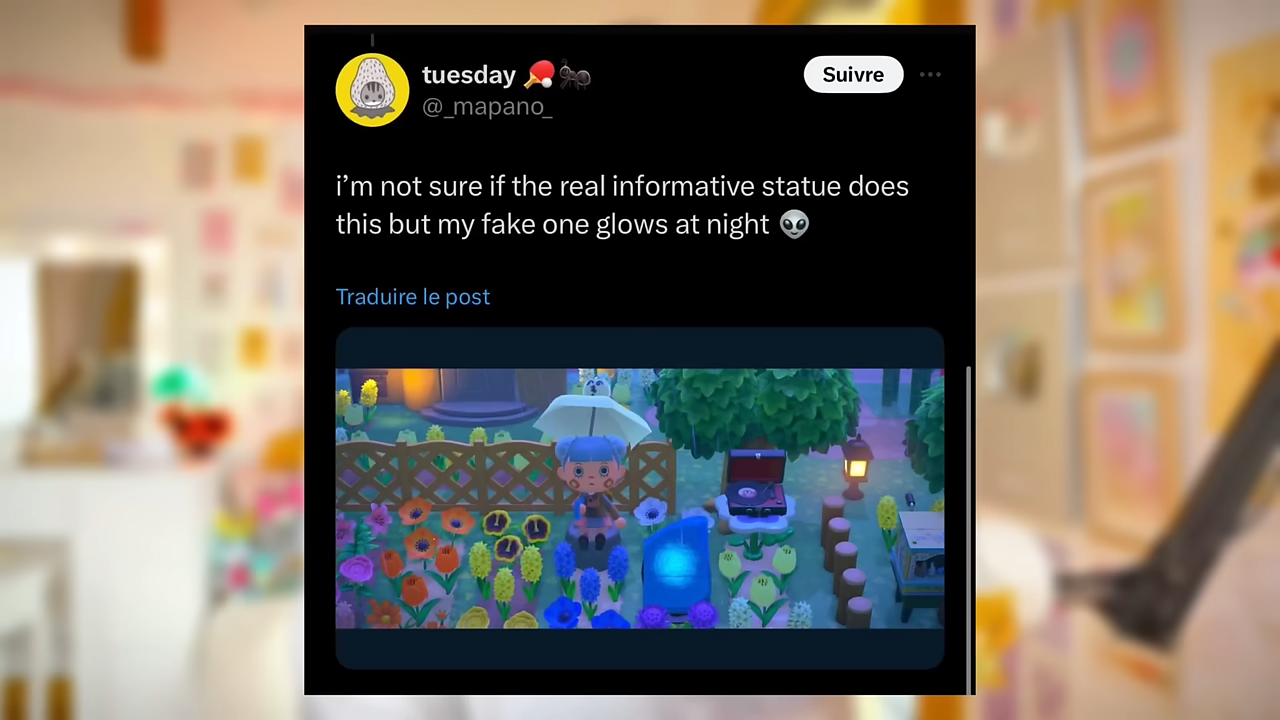 tuesday 🏓🐜
@_mapano_
Suivre
i’m not sure if the real informative statue does
this but my fake one glows at night 👽
Traduire le post